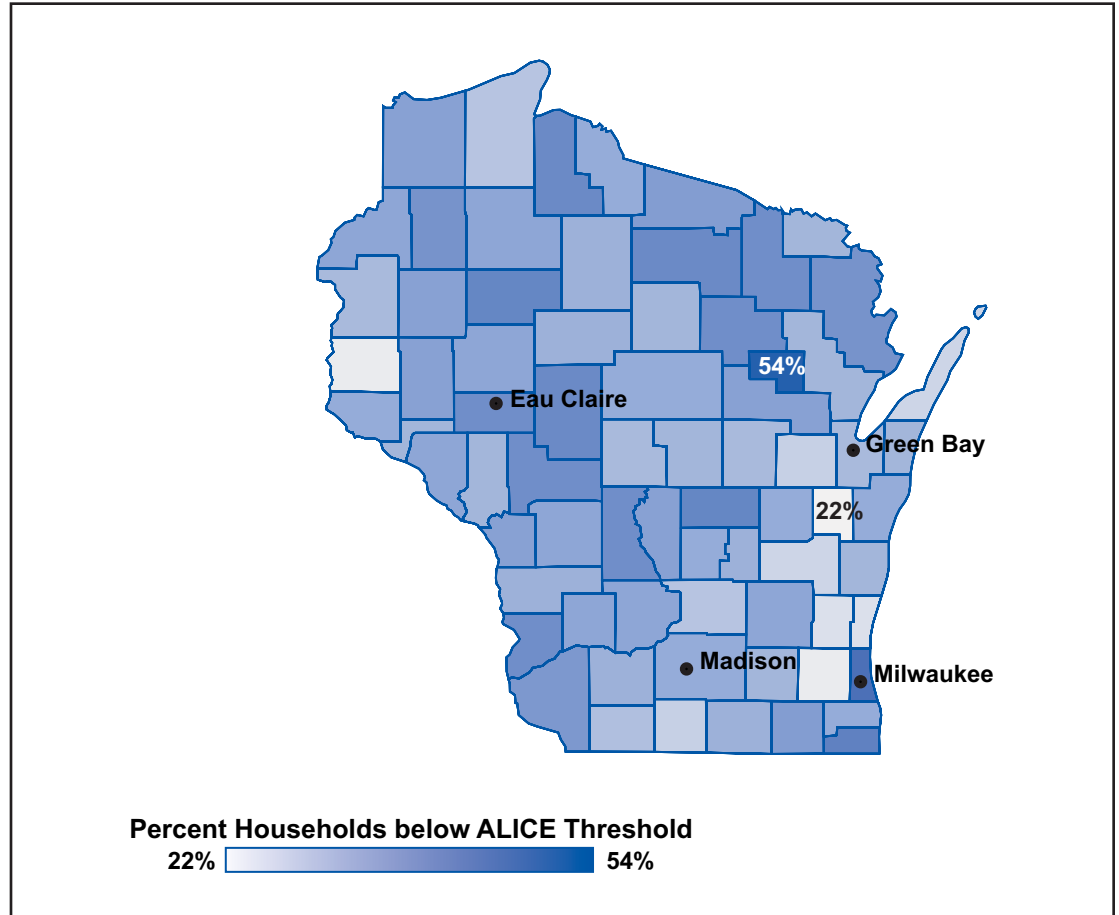 54%
Eau Claire
Green Bay
22%
Madison
Milwaukee
Percent Households below ALICE Threshold
22% 54%